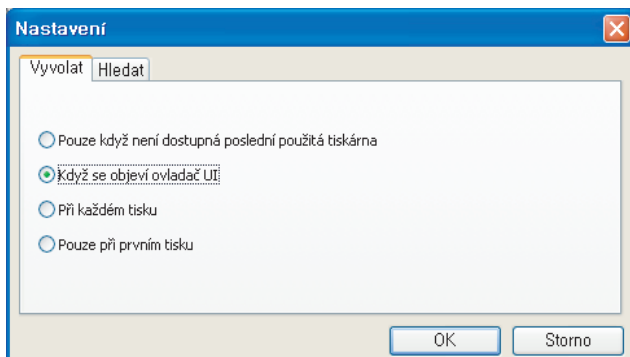 Nastavení
Vyvolat Hledat
Pouze když není dostupná poslední použitá tiskárna
Když se objeví ovladač UI
Při každém tisku
Pouze při prvním tisku
OK Storno